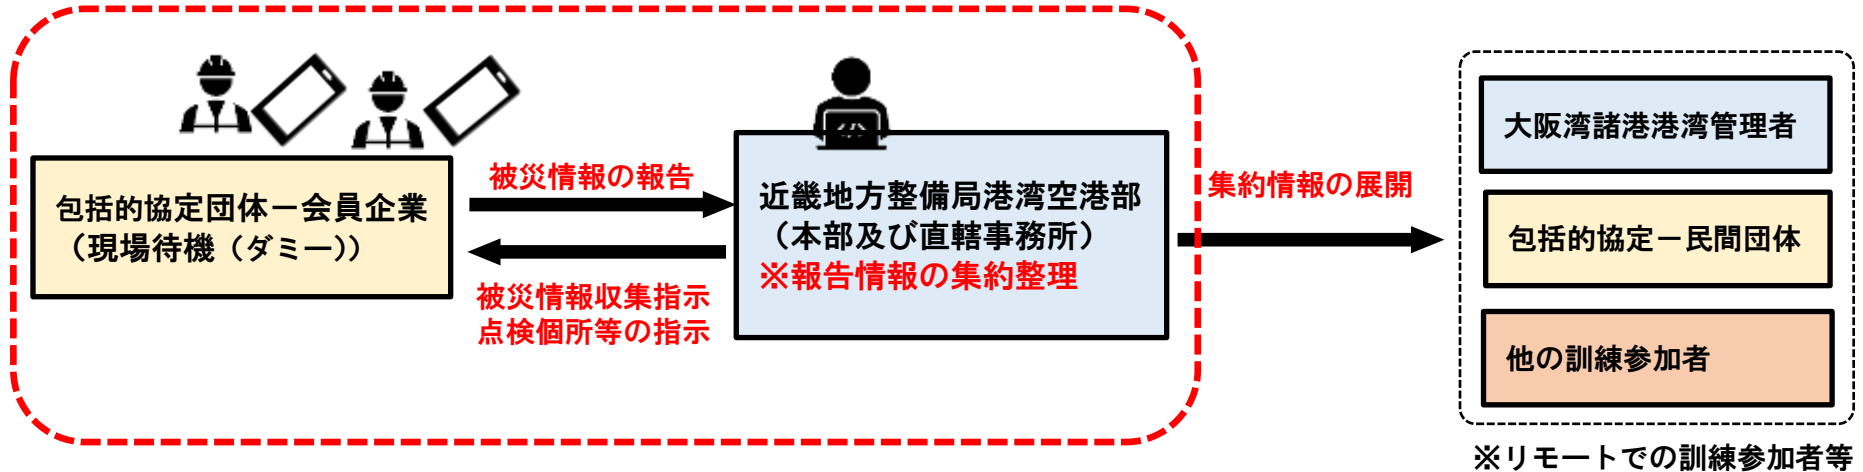 包括的協定団体－会員企業
（現場待機（ダミー））
被災情報の報告
被災情報収集指示
点検個所等の指示
近畿地方整備局港湾空港部
（本部及び直轄事務所）
※報告情報の集約整理
集約情報の展開
大阪湾諸港港湾管理者
包括的協定－民間団体
他の訓練参加者
※リモートでの訓練参加者等